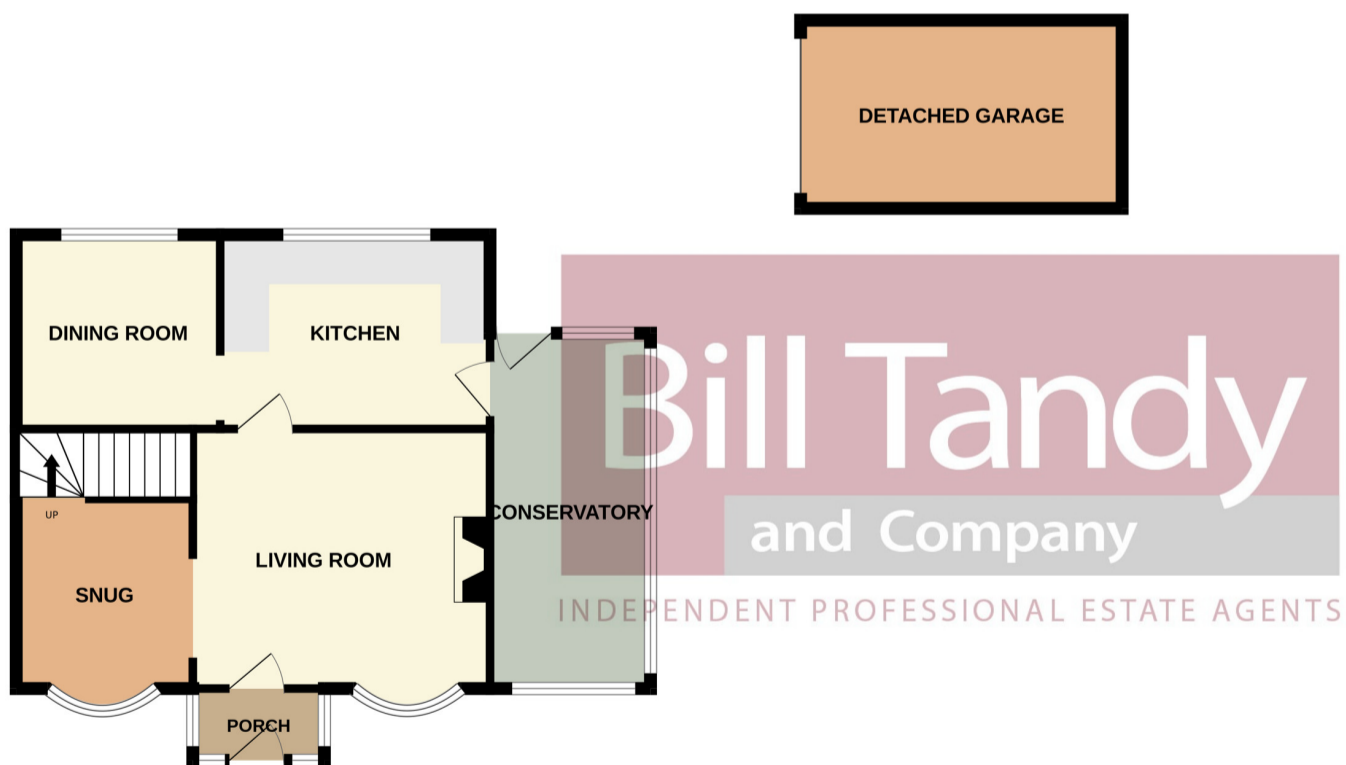 DETACHED GARAGE
DINING ROOM
KITCHEN
Bill Tandy
and Company
INDEPENDENT PROFESSIONAL ESTATE AGENTS
CONSERVATORY
UP
LIVING ROOM
SNUG
PORCH